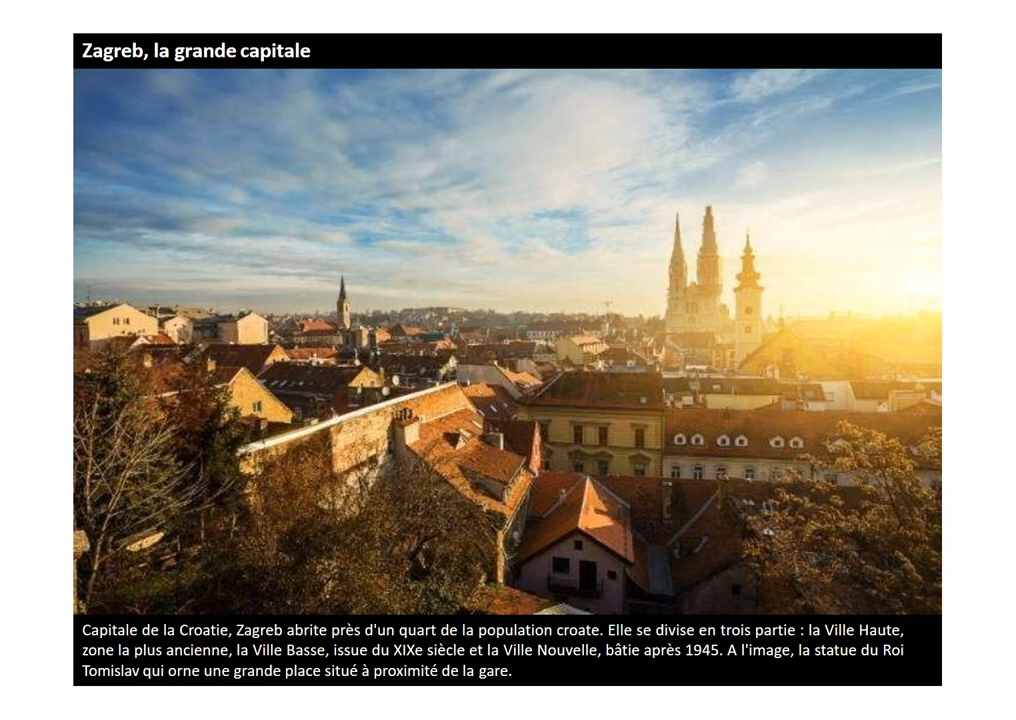 Zagreb, la grande capitale
Capitale de la Croatie, Zagreb abrite près d'un quart de la population croate. Elle se divise en trois partie : la Ville Haute,
zone la plus ancienne, la Ville Basse, issue du XIXe siècle et la Ville Nouvelle, bâtie après 1945. A l'image, la statue du Roi
Tomislav qui orne une grande place situé à proximité de la gare.